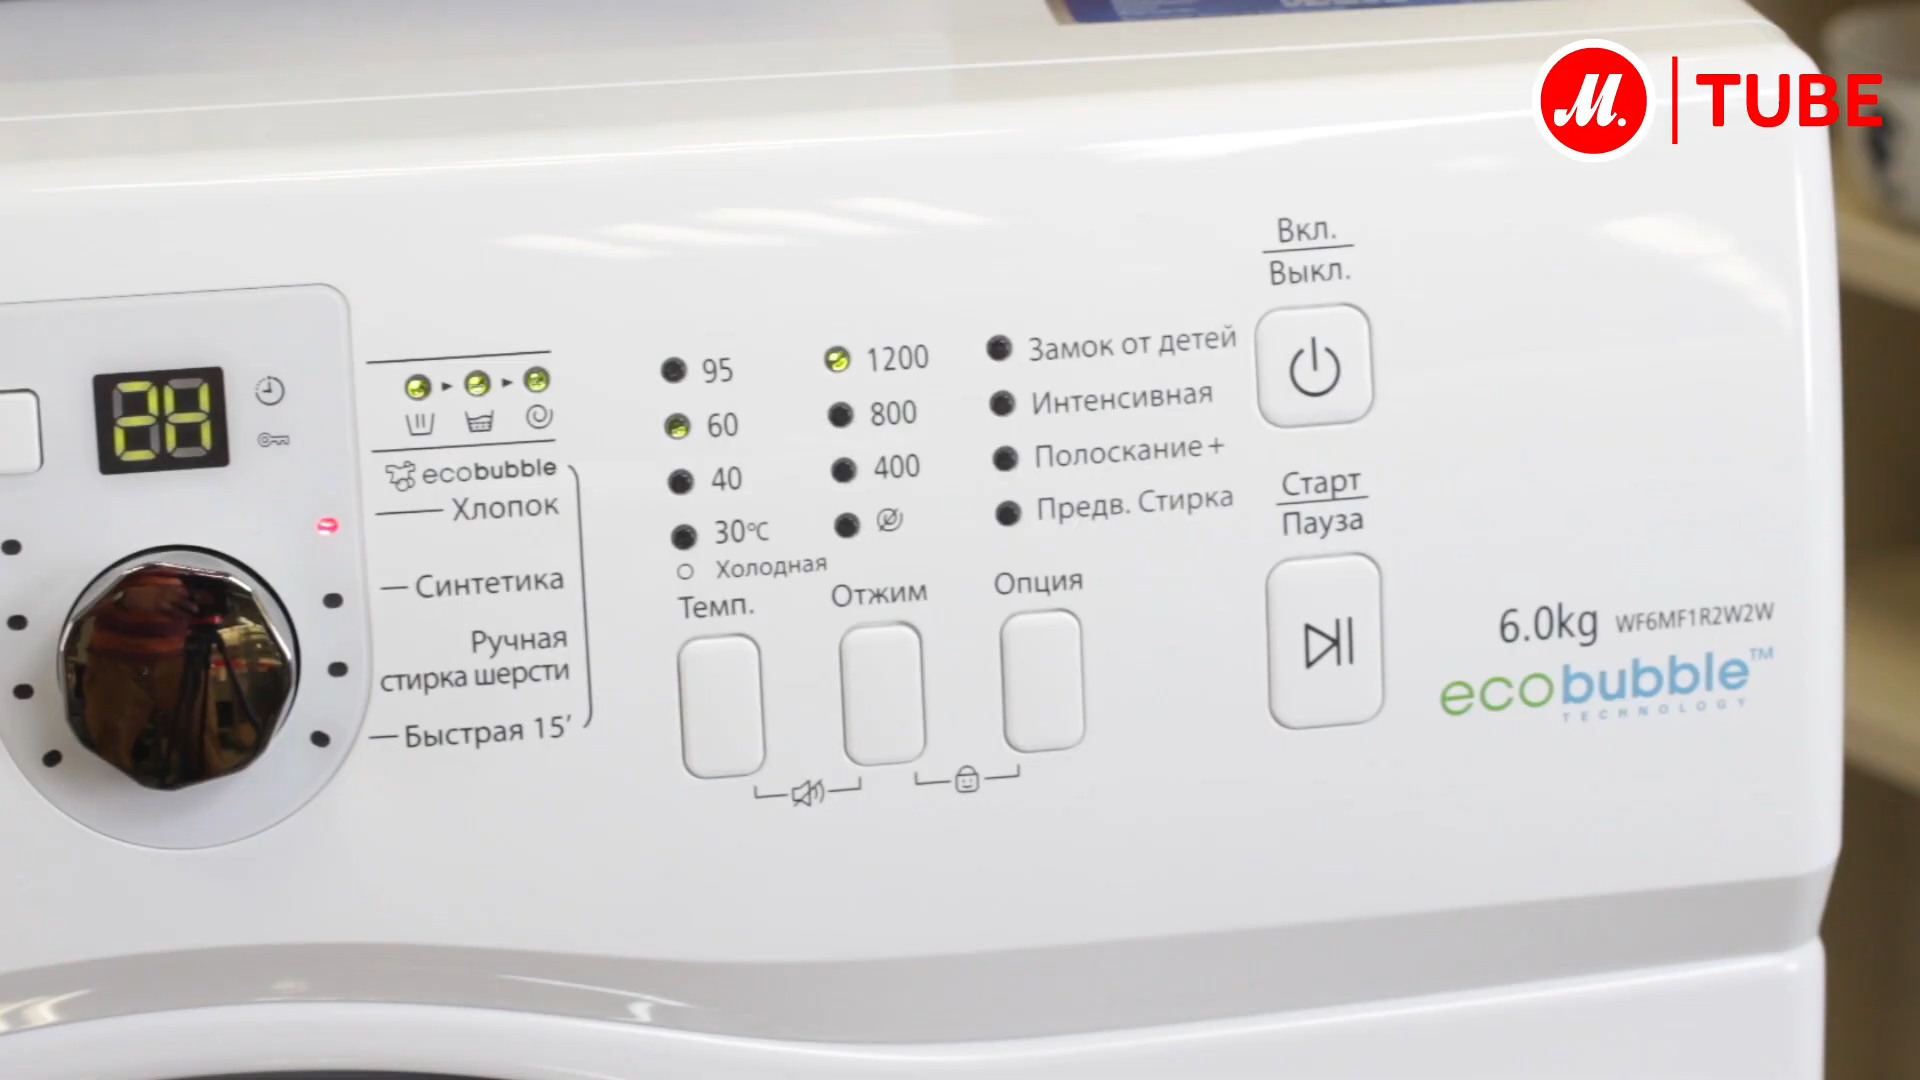 M. TUBE
Вкл.
Выкл.
ecobubble
Хлопок
Синтетика
Ручная
стирка шерсти
Быстрая 15′
95
60
40
30°C
Холодная
Темп.
1200
800
400
Отжим
Замок от детей
Интенсивная
Полоскание+
Предв. Стирка
Опция
Старт
Пауза
6.0kg WF6MF1R2W2W
ecobubble™
TECHNOLOGY